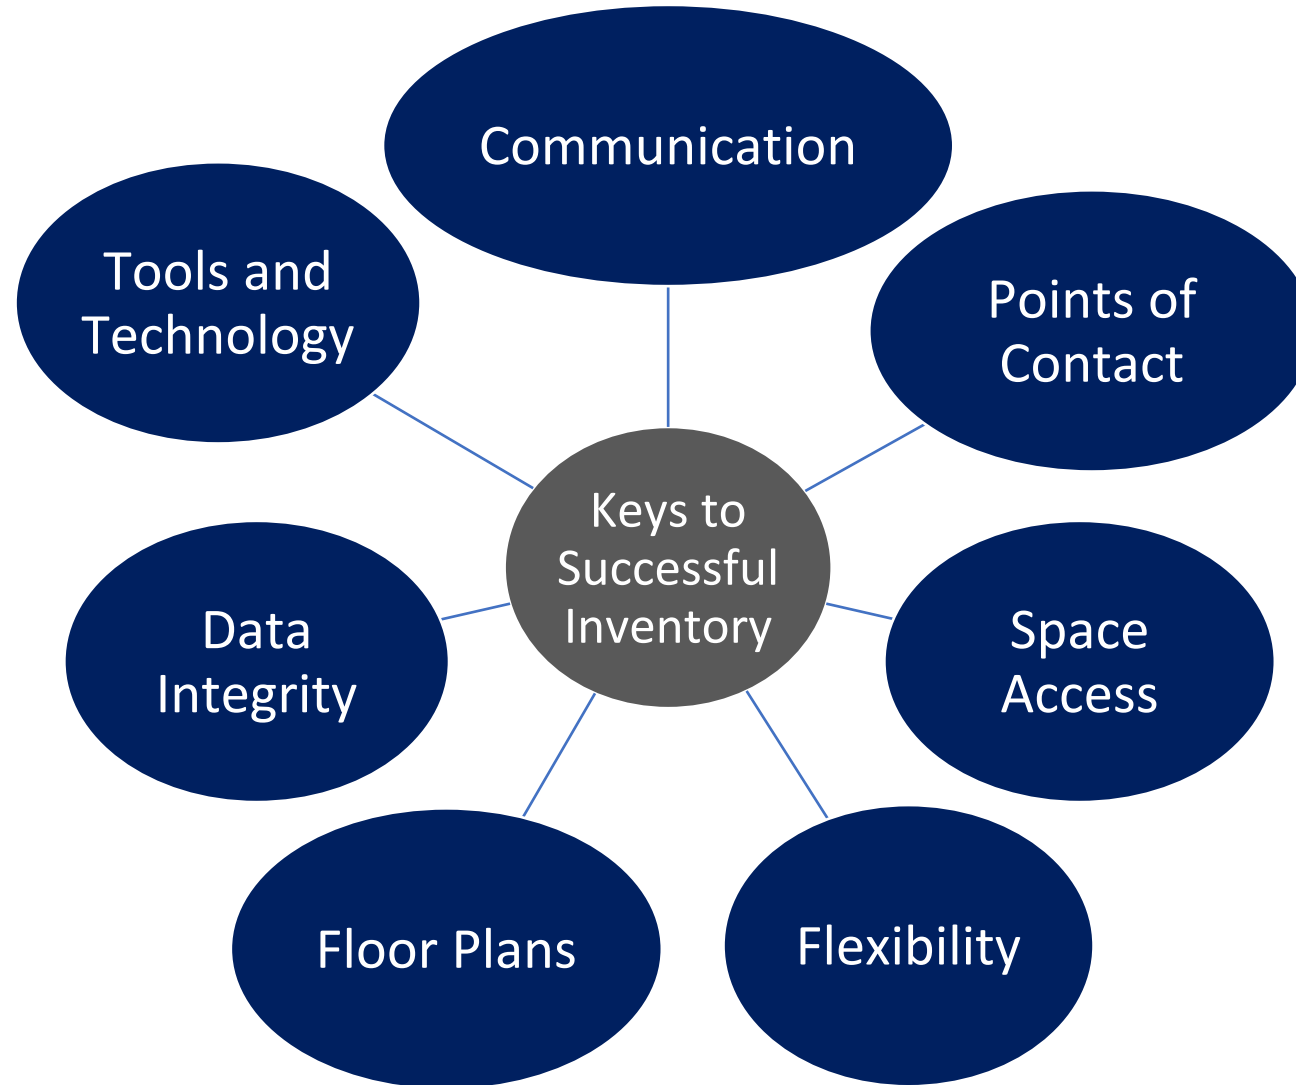 Communication
Tools and
Technology
Points of
Contact
Keys to
Successful
Inventory
Data
Integrity
Space
Access
Floor Plans
Flexibility